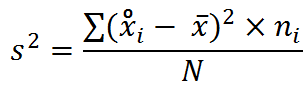 s² = ∑(x̊ᵢ − x̄)² × nᵢ / N